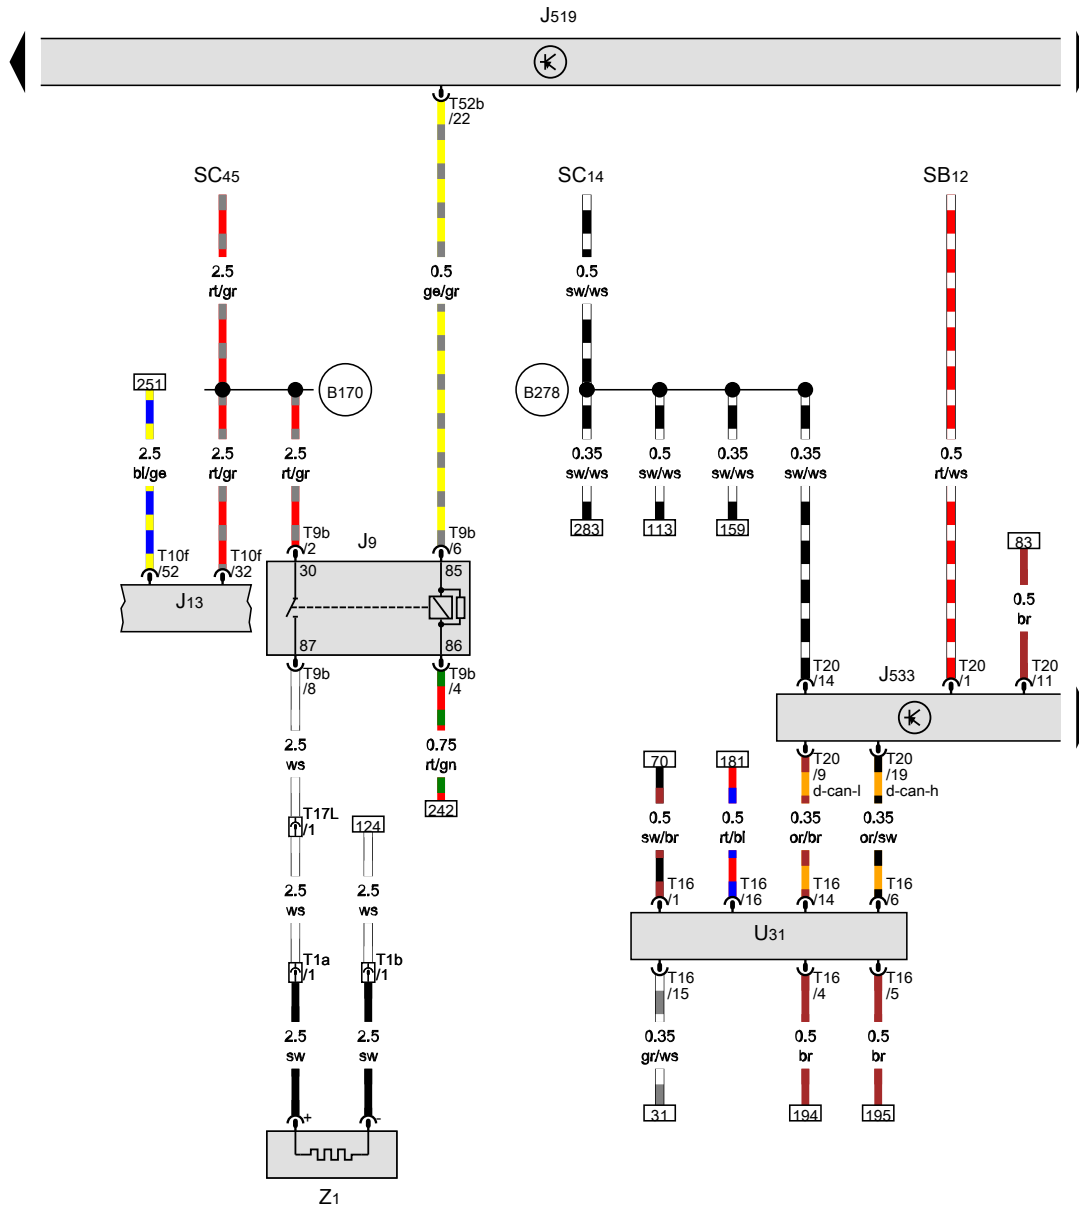 J519
T52b
/22
SC45
SC14
SB12
2.5
rt/gr
0.5
ge/gr
0.5
sw/ws
251
B170
B278
2.5
bl/ge
2.5
rt/gr
2.5
rt/gr
0.35
sw/ws
0.5
sw/ws
0.35
sw/ws
0.35
sw/ws
0.5
rt/ws
283
113
159
T9b
/2
J9
T9b
/6
83
T10f
/52
T10f
/32
30
85
J13
0.5
br
87
86
T9b
/8
T9b
/4
T20
/14
J533
T20
/1
T20
/11
2.5
ws
0.75
rt/gn
70
181
T20
/9
d-can-l
T20
/19
d-can-h
242
T17L
/1
124
0.5
sw/br
0.5
rt/bl
0.35
or/br
0.35
or/sw
2.5
ws
2.5
ws
T16
/1
T16
/16
T16
/14
T16
/6
U31
T1a
/1
T1b
/1
T16
/15
T16
/4
T16
/5
2.5
sw
2.5
sw
0.35
gr/ws
0.5
br
0.5
br
31
194
195
+
-
Z1